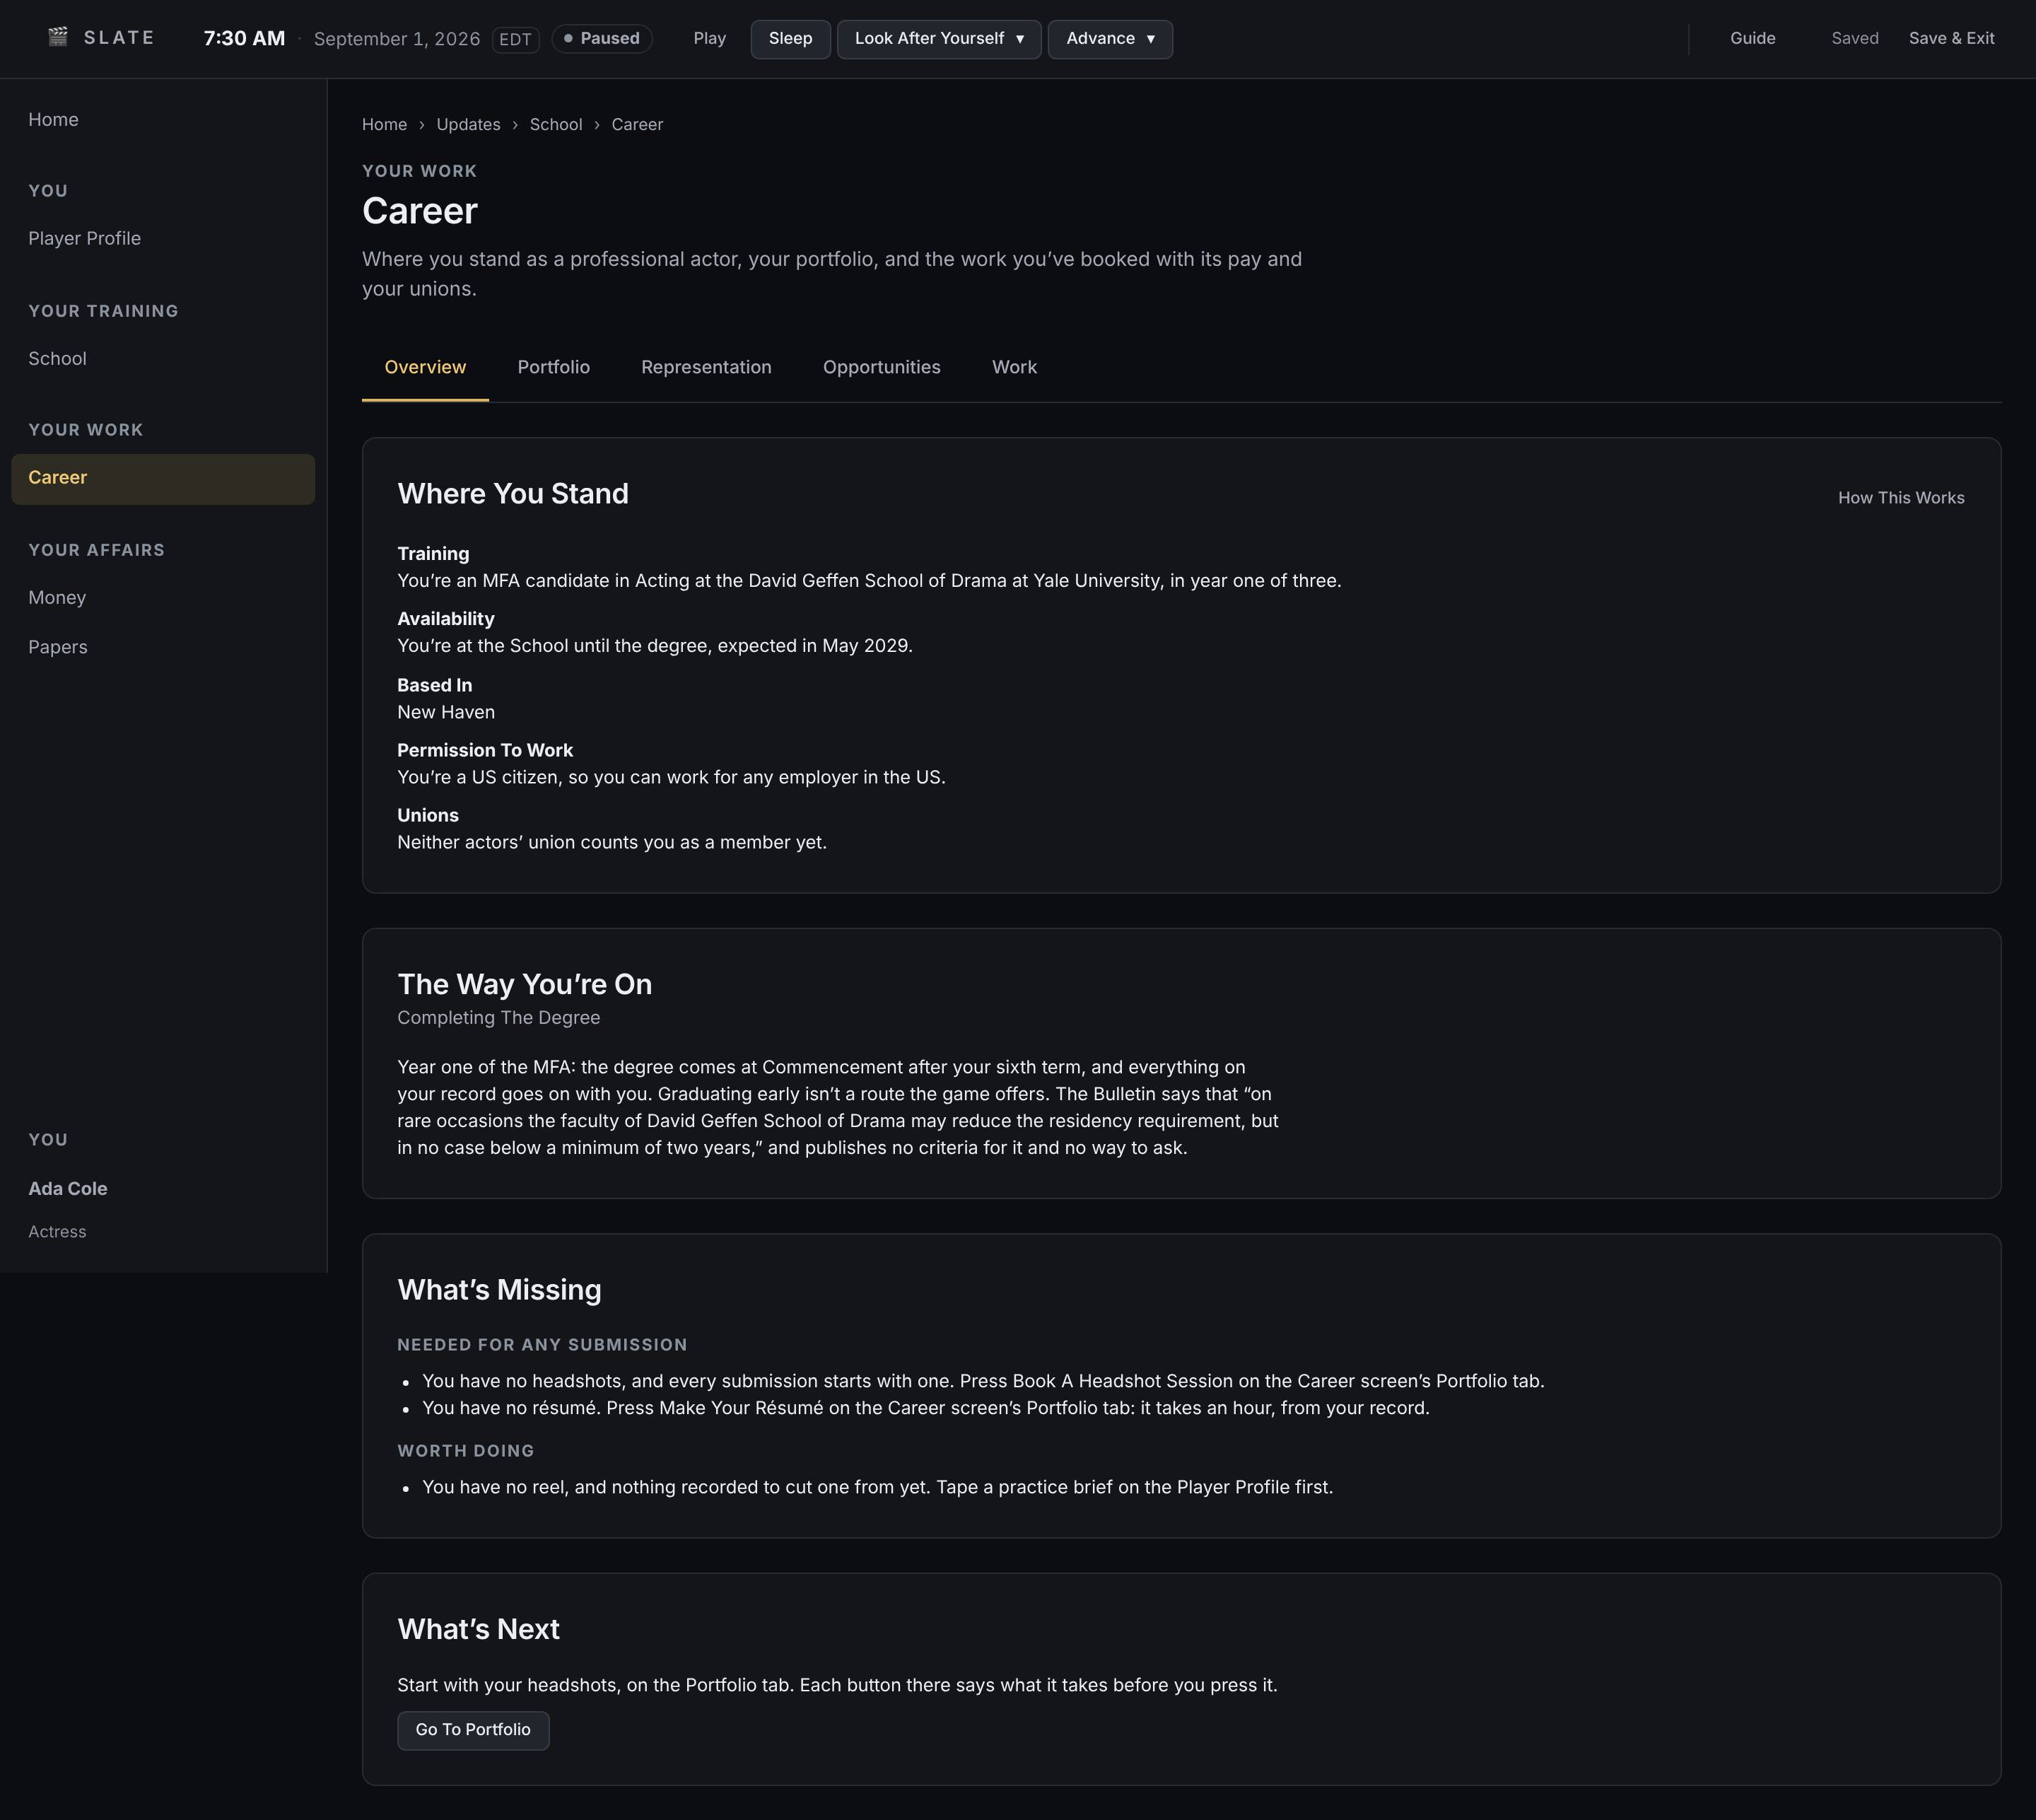 SLATE
7:30 AM · September 1, 2026 EDT Paused
Play
Sleep
Look After Yourself ▾
Advance ▾
Guide
Saved
Save & Exit
Home
YOU
Player Profile
YOUR TRAINING
School
YOUR WORK
Career
YOUR AFFAIRS
Money
Papers
YOU
Ada Cole
Actress
Home › Updates › School › Career
YOUR WORK
Career
Where you stand as a professional actor, your portfolio, and the work you’ve booked with its pay and
your unions.
Overview
Portfolio
Representation
Opportunities
Work
Where You Stand
How This Works
Training
You’re an MFA candidate in Acting at the David Geffen School of Drama at Yale University, in year one of three.
Availability
You’re at the School until the degree, expected in May 2029.
Based In
New Haven
Permission To Work
You’re a US citizen, so you can work for any employer in the US.
Unions
Neither actors’ union counts you as a member yet.
The Way You’re On
Completing The Degree
Year one of the MFA: the degree comes at Commencement after your sixth term, and everything on
your record goes on with you. Graduating early isn’t a route the game offers. The Bulletin says that “on
rare occasions the faculty of David Geffen School of Drama may reduce the residency requirement, but
in no case below a minimum of two years,” and publishes no criteria for it and no way to ask.
What’s Missing
NEEDED FOR ANY SUBMISSION
• You have no headshots, and every submission starts with one. Press Book A Headshot Session on the Career screen’s Portfolio tab.
• You have no résumé. Press Make Your Résumé on the Career screen’s Portfolio tab: it takes an hour, from your record.
WORTH DOING
• You have no reel, and nothing recorded to cut one from yet. Tape a practice brief on the Player Profile first.
What’s Next
Start with your headshots, on the Portfolio tab. Each button there says what it takes before you press it.
Go To Portfolio